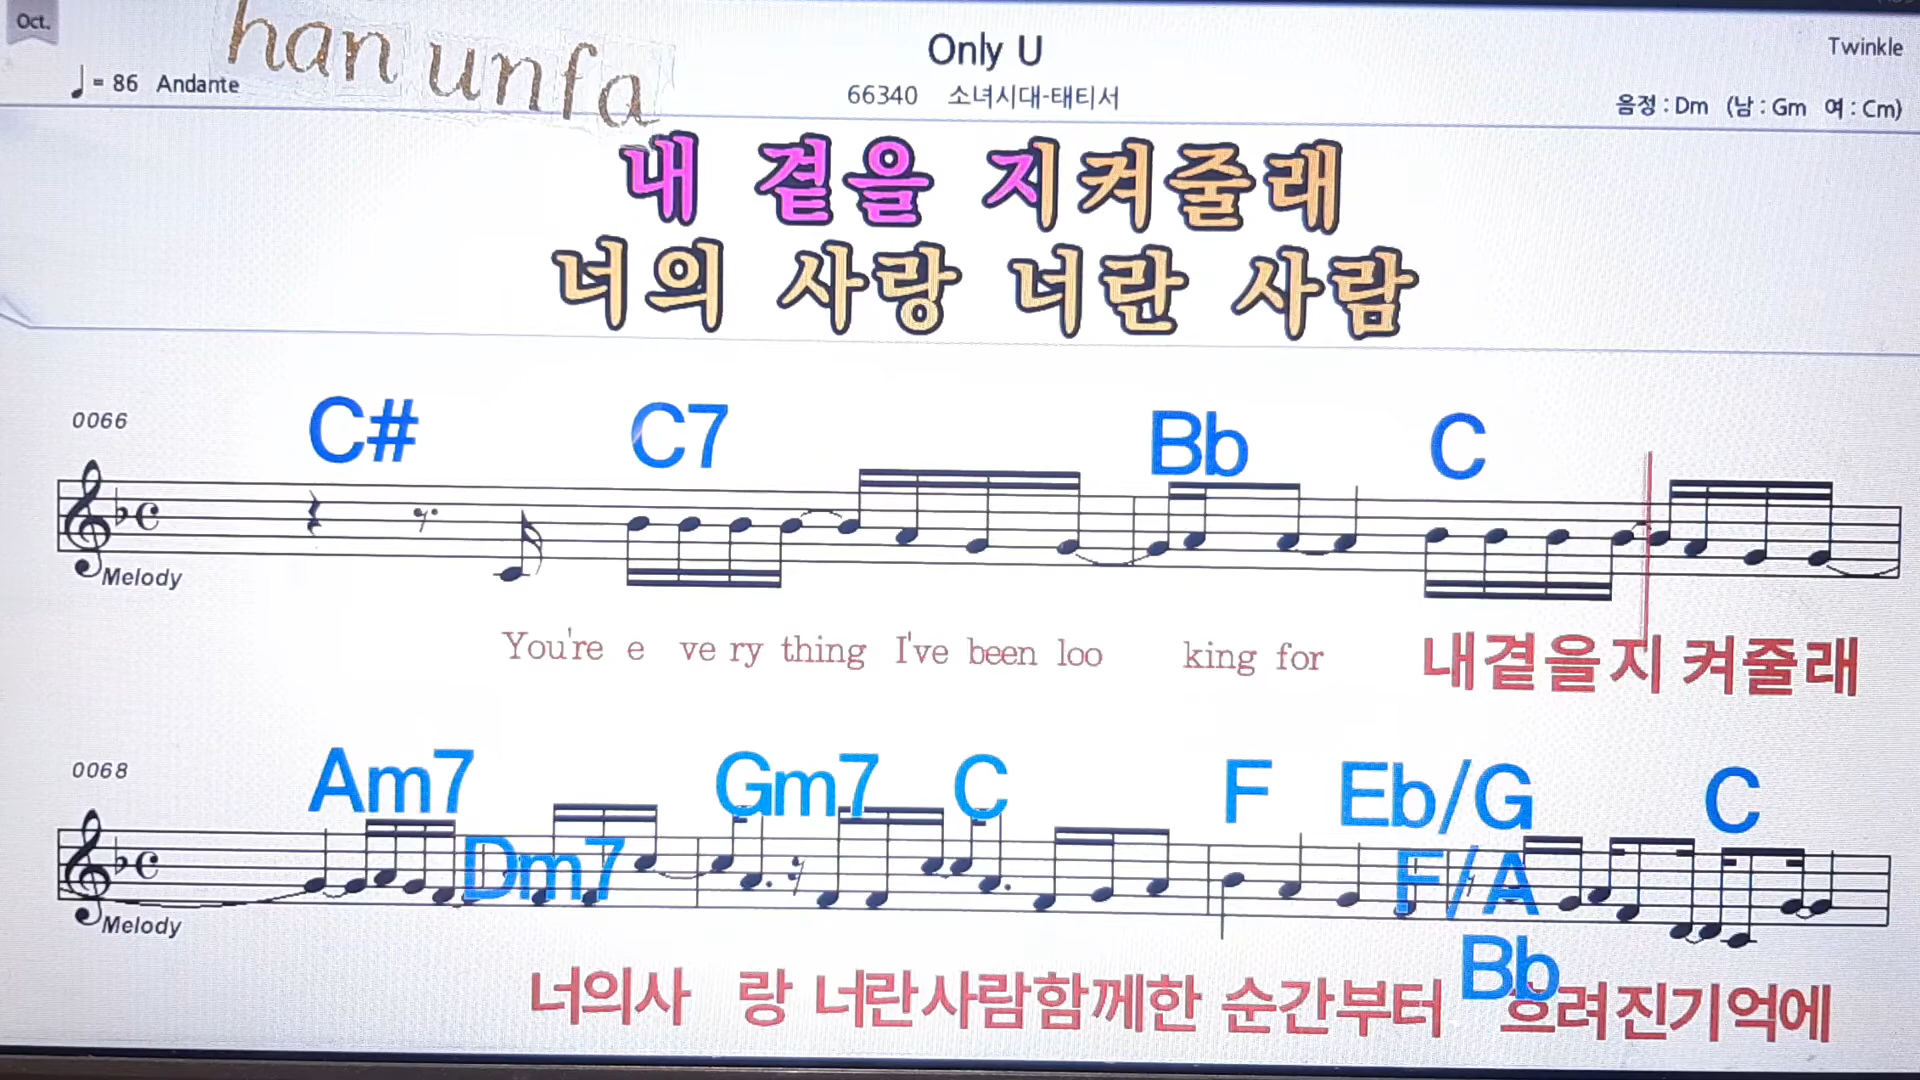 Oct.
han unfa
Only U
Twinkle
♩ = 86 Andante
66340 소녀시대-태티서
음정 : Dm (남 : Gm 여 : Cm)
내 곁을 지켜줄래
너의 사랑 너란 사람
0066
C# C7 Bb C
Melody
You're e ve ry thing I've been loo king for 내곁을지 켜줄래
0068
Am7 Gm7 C F Eb/G C
Dm7 F/A
Melody
Bb
너의사 랑 너란사람함께한 순간부터 흐려진기억에